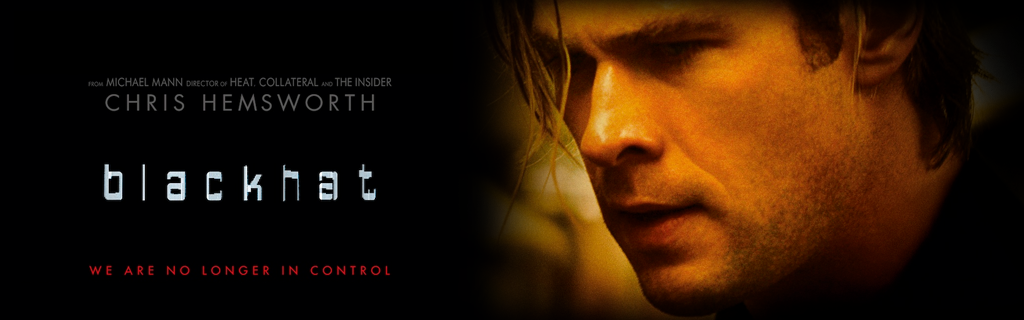 FROM MICHAEL MANN DIRECTOR OF HEAT, COLLATERAL AND THE INSIDER
CHRIS HEMSWORTH
blackhat
WE ARE NO LONGER IN CONTROL